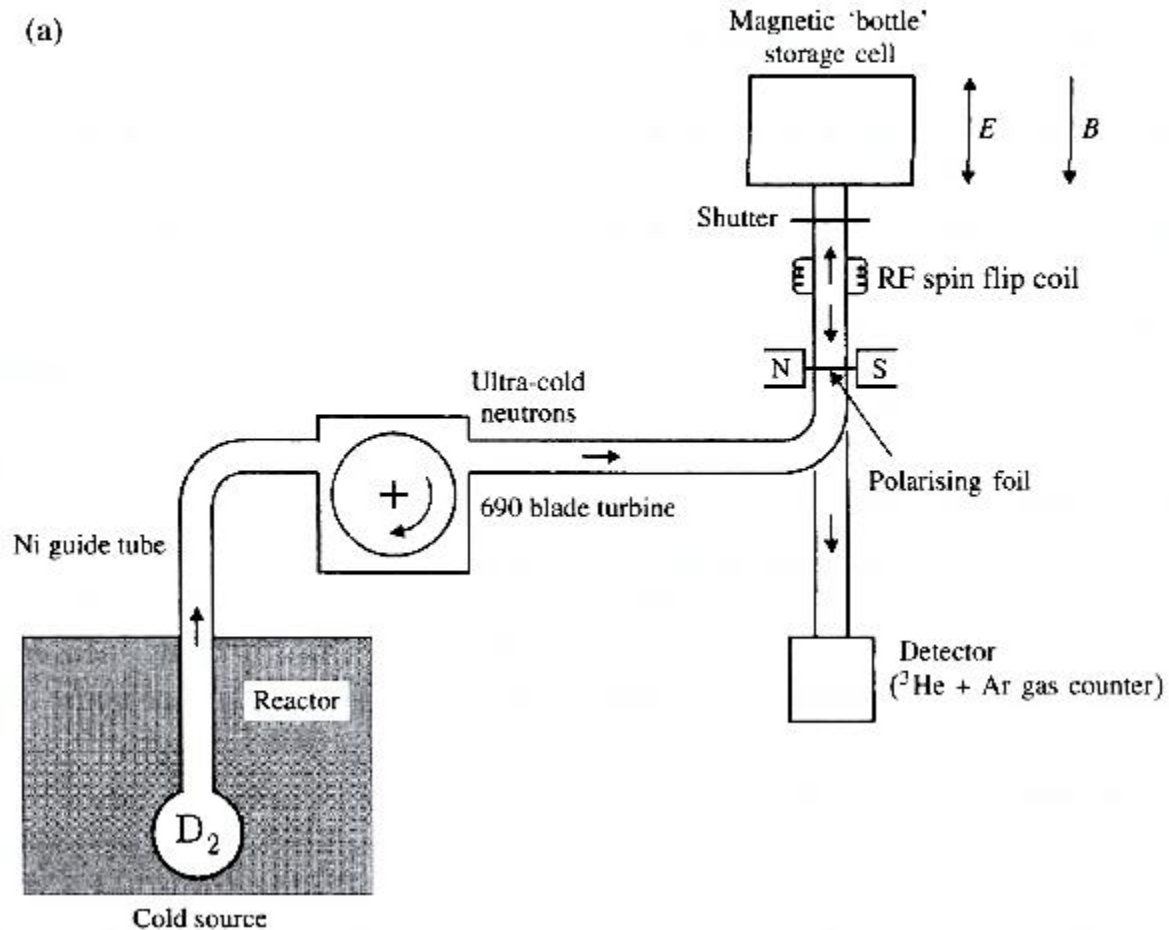 (a)
Magnetic 'bottle'
storage cell
E
B
Shutter
RF spin flip coil
N
S
Ultra-cold
neutrons
Polarising foil
690 blade turbine
Ni guide tube
Detector
(³He + Ar gas counter)
Reactor
D₂
Cold source